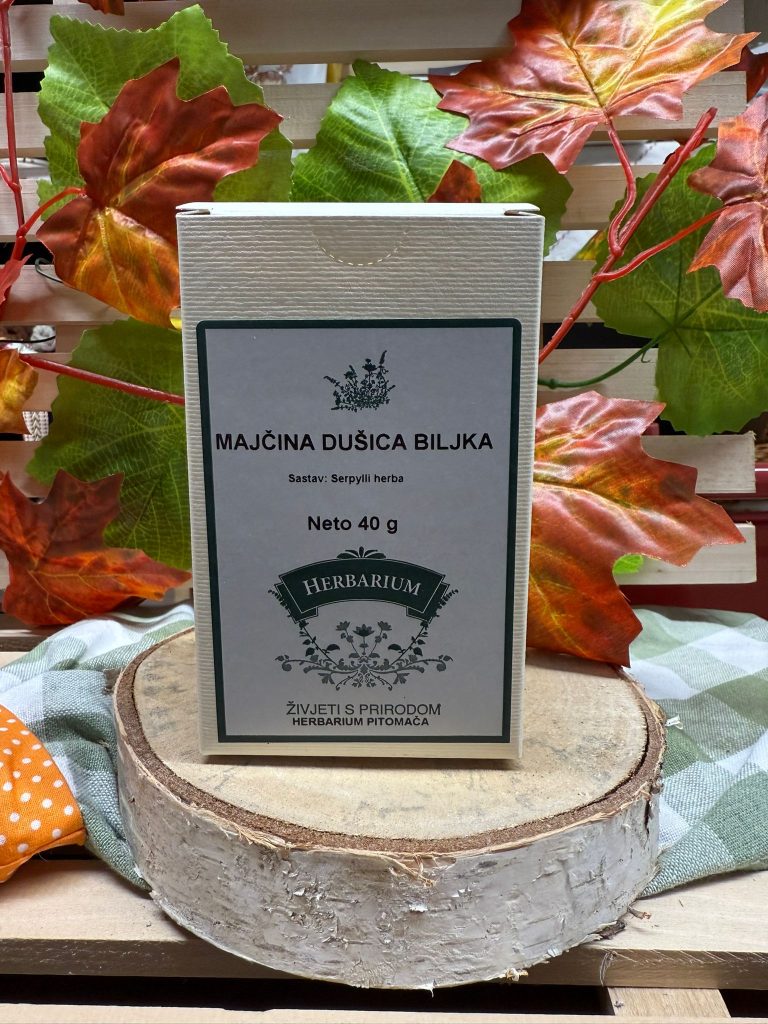 MAJČINA DUŠICA BILJKA
Sastav: Serpylli herba
Neto 40 g
HERBARIUM
ŽIVJETI S PRIRODOM
HERBARIUM PITOMAČA